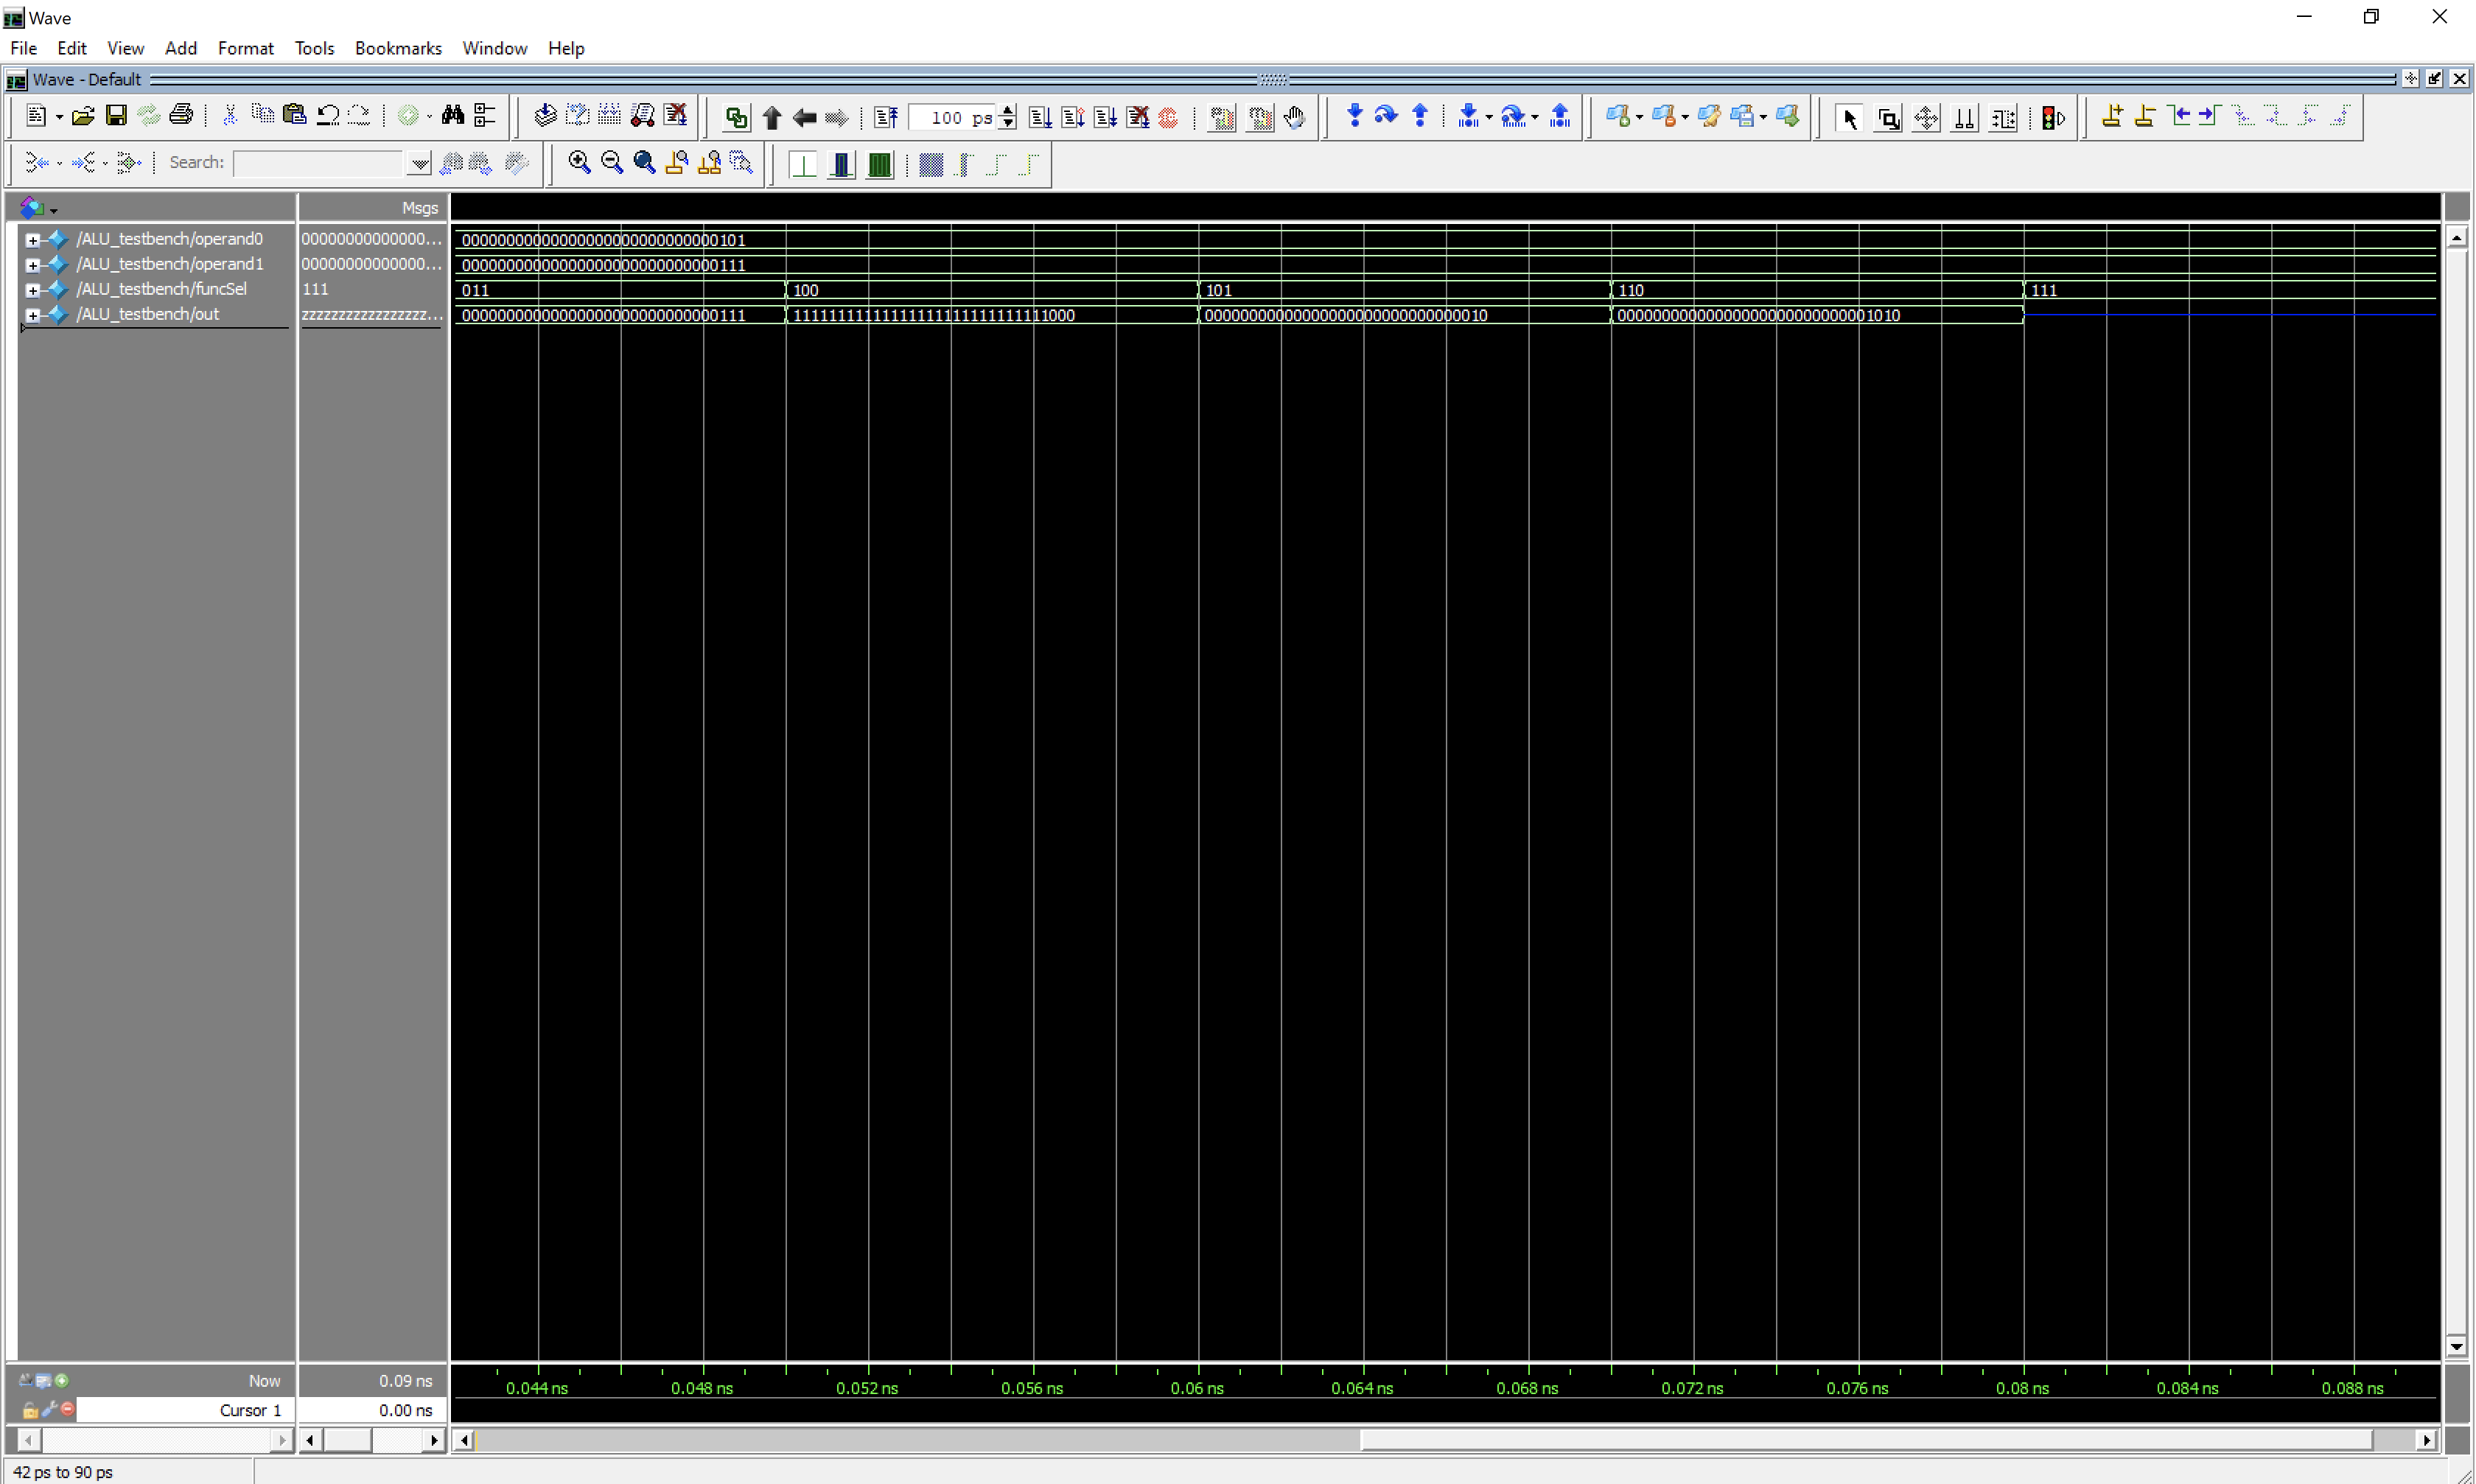 Wave
File Edit View Add Format Tools Bookmarks Window Help
Wave - Default
100 ps
Search:
Msgs
/ALU_testbench/operand0 00000000000000... 00000000000000000000000000000101
/ALU_testbench/operand1 00000000000000... 00000000000000000000000000000111
/ALU_testbench/funcSel 111 011 100 101 110 111
/ALU_testbench/out zzzzzzzzzzzzzzzzz... 00000000000000000000000000000111 11111111111111111111111111111000 00000000000000000000000000000010 00000000000000000000000000001010
Now 0.09 ns 0.044 ns 0.048 ns 0.052 ns 0.056 ns 0.06 ns 0.064 ns 0.068 ns 0.072 ns 0.076 ns 0.08 ns 0.084 ns 0.088 ns
Cursor 1 0.00 ns
42 ps to 90 ps